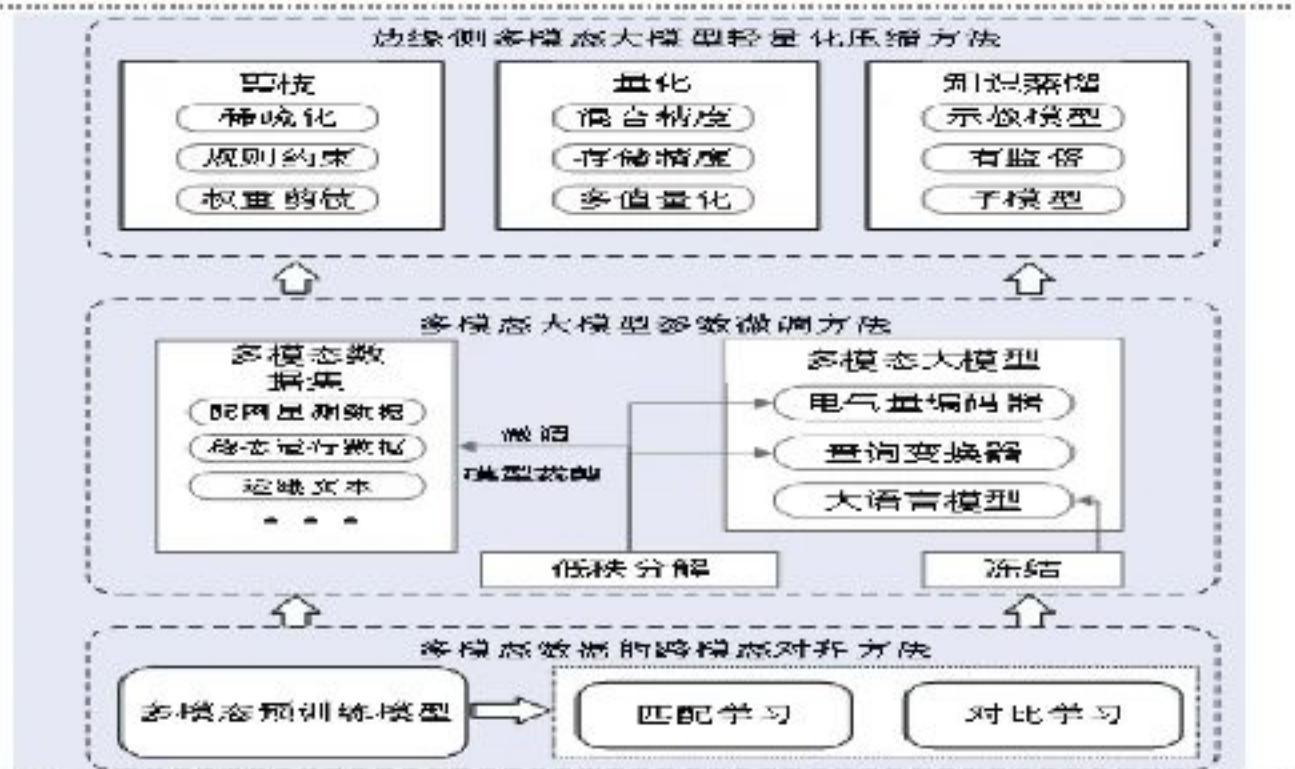 边缘侧多模态大模型轻量化压缩方法
剪枝
稀疏化
规则约束
权重剪枝
量化
混合精度
存储精度
多值量化
知识蒸馏
示教模型
有监督
子模型
多模态大模型参数微调方法
多模态数
据集
配网量测数据
稳态运行数据
运维文本
微调
模型裁剪
多模态大模型
电气量编码器
查询变换器
大语言模型
低秩分解
冻结
多模态数据的跨模态对齐方法
多模态预训练模型
匹配学习
对比学习